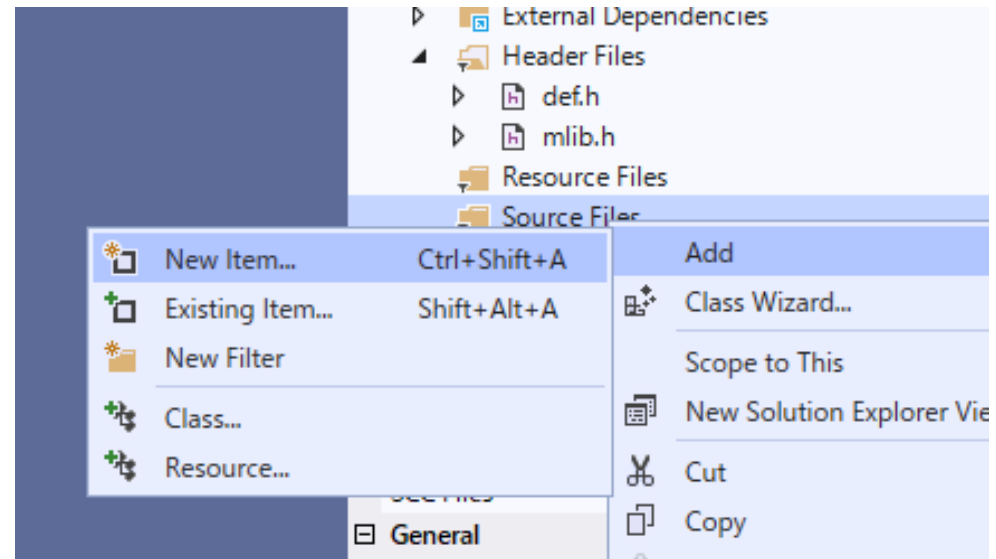 External Dependencies
Header Files
def.h
mlib.h
Resource Files
Source Files
New Item... Ctrl+Shift+A
Existing Item... Shift+Alt+A
New Filter
Class...
Resource...
Add
Class Wizard...
Scope to This
New Solution Explorer Vie
Cut
Copy
General